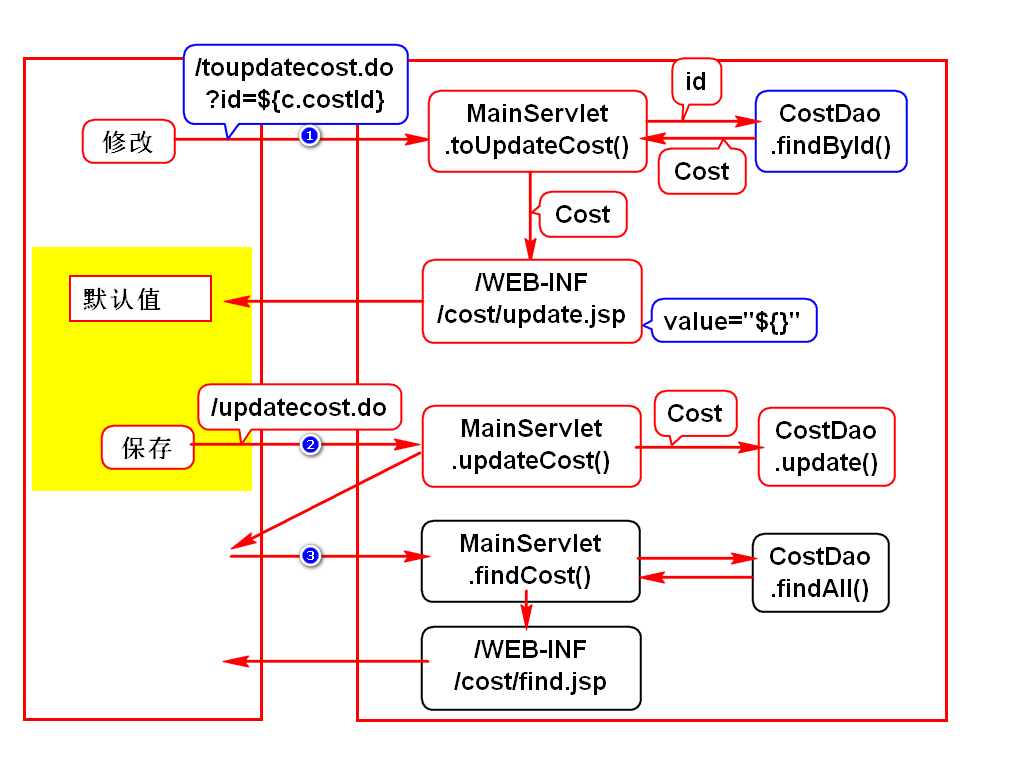 /toupdatecost.do
?id=${c.costId}
修改
1
MainServlet
.toUpdateCost()
id
CostDao
.findById()
Cost
Cost
默认值
/WEB-INF
/cost/update.jsp
value="${}"
/updatecost.do
保存
2
MainServlet
.updateCost()
Cost
CostDao
.update()
3
MainServlet
.findCost()
CostDao
.findAll()
/WEB-INF
/cost/find.jsp